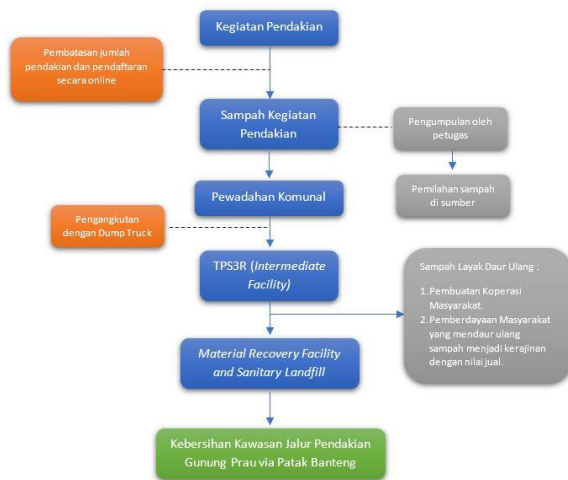 Kegiatan Pendakian
Pembatasan jumlah
pendakian dan pendaftaran
secara online
Sampah Kegiatan
Pendakian
Pengumpulan oleh
petugas
Pemilahan sampah
di sumber
Pewadahan Komunal
Pengangkutan
dengan Dump Truck
TPS3R (Intermediate
Facility)
Sampah Layak Daur Ulang :
1. Pembuatan Koperasi
Masyarakat.
2. Pemberdayaan Masyarakat
yang mendaur ulang
sampah menjadi kerajinan
dengan nilai jual.
Material Recovery Facility
and Sanitary Landfill
Kebersihan Kawasan Jalur Pendakian
Gunung Prau via Patak Banteng